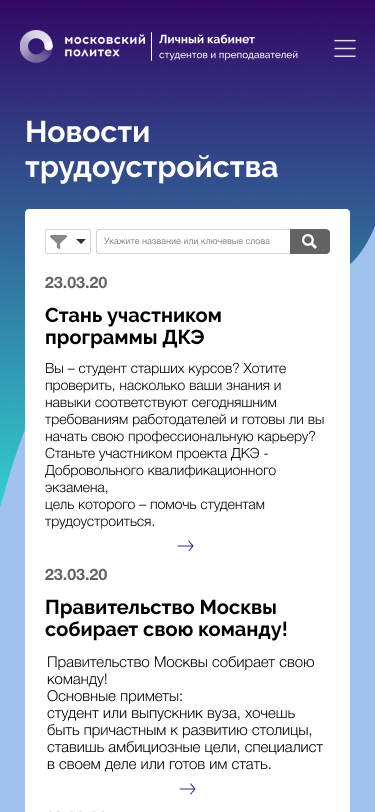 московский
политех
Личный кабинет
студентов и преподавателей
Новости
трудоустройства
Укажите название или ключевые слова
23.03.20
Стань участником
программы ДКЭ
Вы – студент старших курсов? Хотите
проверить, насколько ваши знания и
навыки соответствуют сегодняшним
требованиям работодателей и готовы ли вы
начать свою профессиональную карьеру?
Станьте участником проекта ДКЭ -
Добровольного квалификационного
экзамена,
цель которого – помочь студентам
трудоустроиться.
23.03.20
Правительство Москвы
собирает свою команду!
Правительство Москвы собирает свою
команду!
Основные приметы:
студент или выпускник вуза, хочешь
быть причастным к развитию столицы,
ставишь амбициозные цели, специалист
в своем деле или готов им стать.